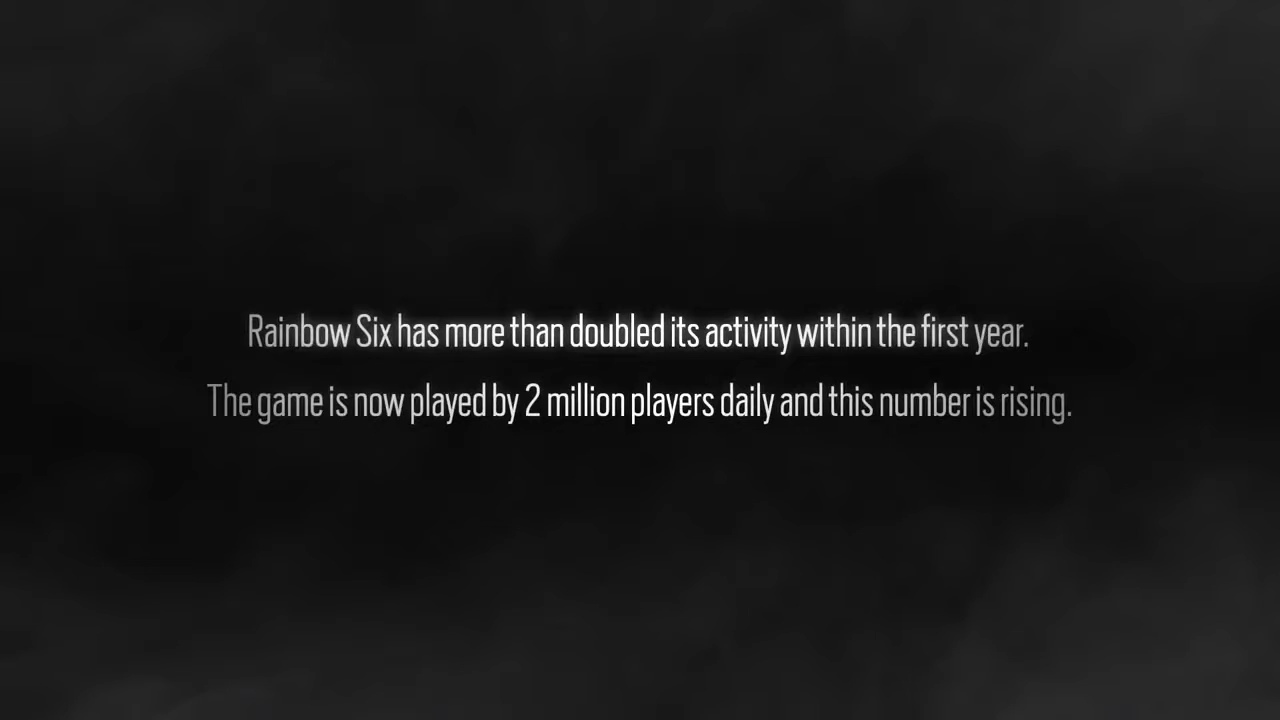 Rainbow Six has more than doubled its activity within the first year.
The game is now played by 2 million players daily and this number is rising.